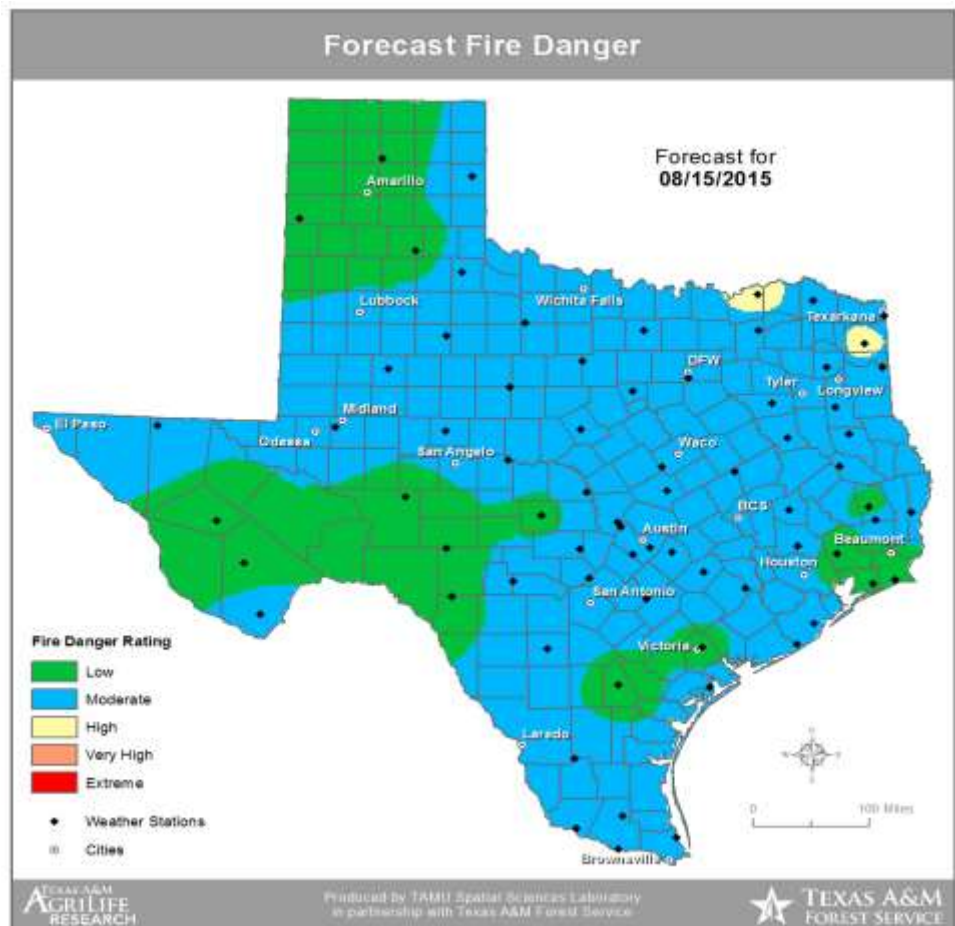 Forecast Fire Danger
Forecast for
08/15/2015
Amarillo
Lubbock
Wichita Falls
Texarkana
DFW
Tyler
Longview
El Paso
Midland
Odessa
San Angelo
Waco
BCS
Austin
Beaumont
Houston
San Antonio
Victoria
Laredo
Brownsville
Fire Danger Rating
Low
Moderate
High
Very High
Extreme
Weather Stations
Cities
0 100 Miles
TEXAS A&M
AGRILIFE
RESEARCH
Produced by TAMU Spatial Sciences Laboratory
in partnership with Texas A&M Forest Service
TEXAS A&M
FOREST SERVICE